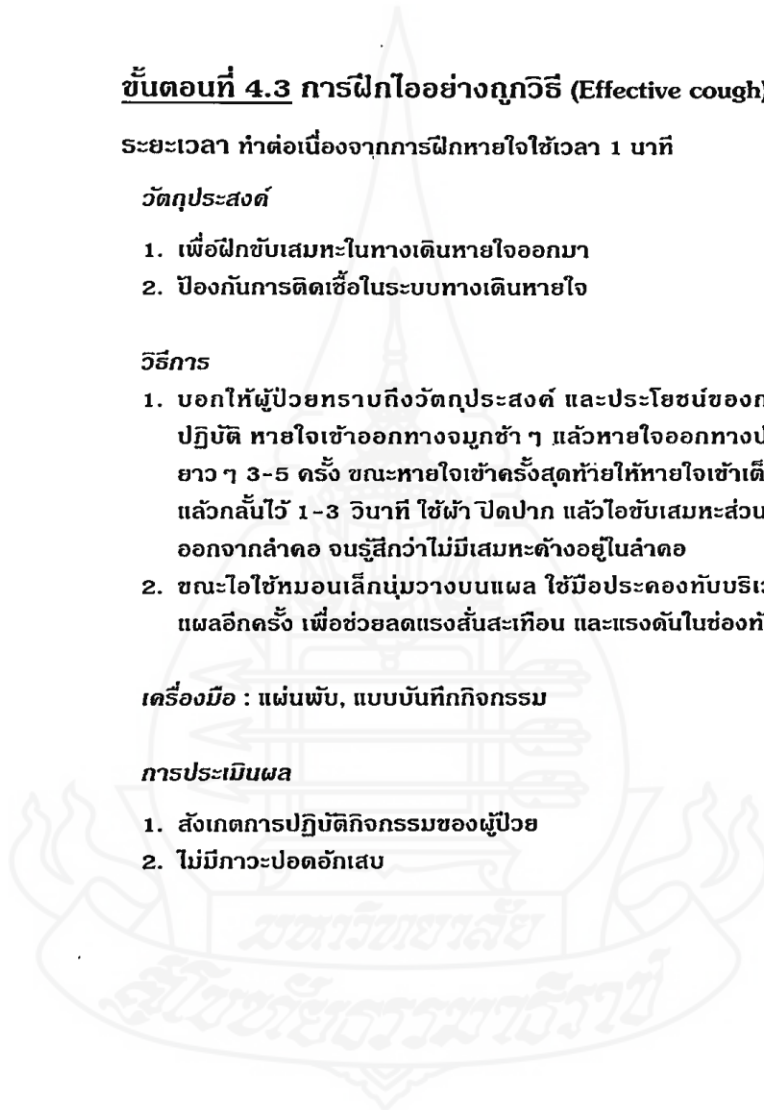 ขั้นตอนที่ 4.3 การฝึกไออย่างถูกวิธี (Effective cough)
ระยะเวลา ทำต่อเนื่องจากการฝึกหายใจใช้เวลา 1 นาที
วัตถุประสงค์
1. เพื่อฝึกขับเสมหะในทางเดินหายใจออกมา
2. ป้องกันการติดเชื้อในระบบทางเดินหายใจ
วิธีการ
1. บอกให้ผู้ป่วยทราบถึงวัตถุประสงค์ และประโยชน์ของ
ปฏิบัติ หายใจเข้าออกทางจมูกช้า ๆ แล้วหายใจออกทาง
ยาว ๆ 3-5 ครั้ง ขณะหายใจเข้าครั้งสุดท้ายให้หายใจเข้า
แล้วกลั้นไว้ 1-3 วินาที ใช้ผ้า ปิดปาก แล้วไอขับเสมหะส่วน
ออกจากลำคอ จนรู้สึกว่าไม่มีเสมหะค้างอยู่ในลำคอ
2. ขณะไอใช้หมอนเล็กนุ่มวางบนแผล ใช้มือประคองทับ
แผลอีกครั้ง เพื่อช่วยลดแรงสั่นสะเทือน และแรงดันในช่อง
เครื่องมือ : แผ่นพับ, แบบบันทึกกิจกรรม
การประเมินผล
1. สังเกตการปฏิบัติกิจกรรมของผู้ป่วย
2. ไม่มีภาวะปอดอักเสบ
มหาวิทยาลัย
สุโขทัยธรรมาธิราช